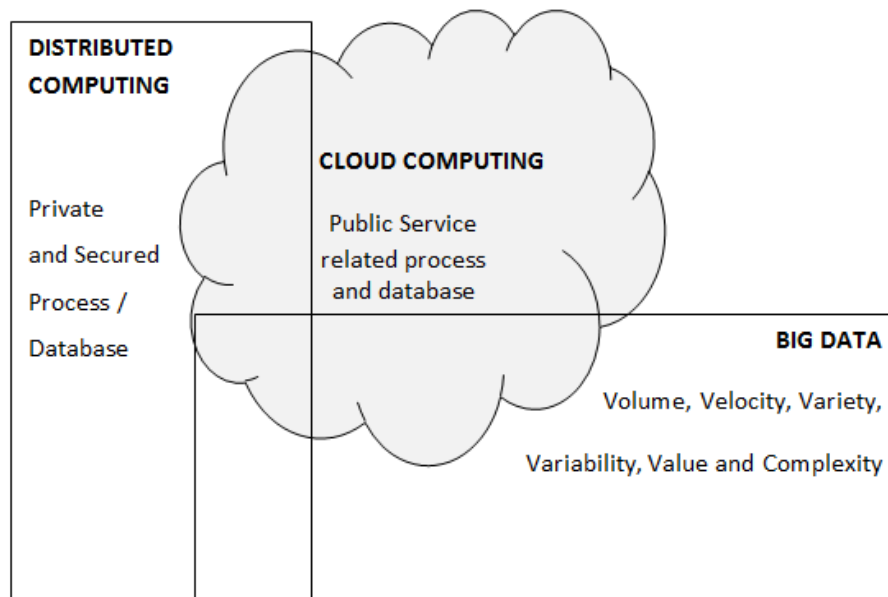 DISTRIBUTED
COMPUTING
Private
and Secured
Process /
Database
CLOUD COMPUTING
Public Service
related process
and database
BIG DATA
Volume, Velocity, Variety,
Variability, Value and Complexity